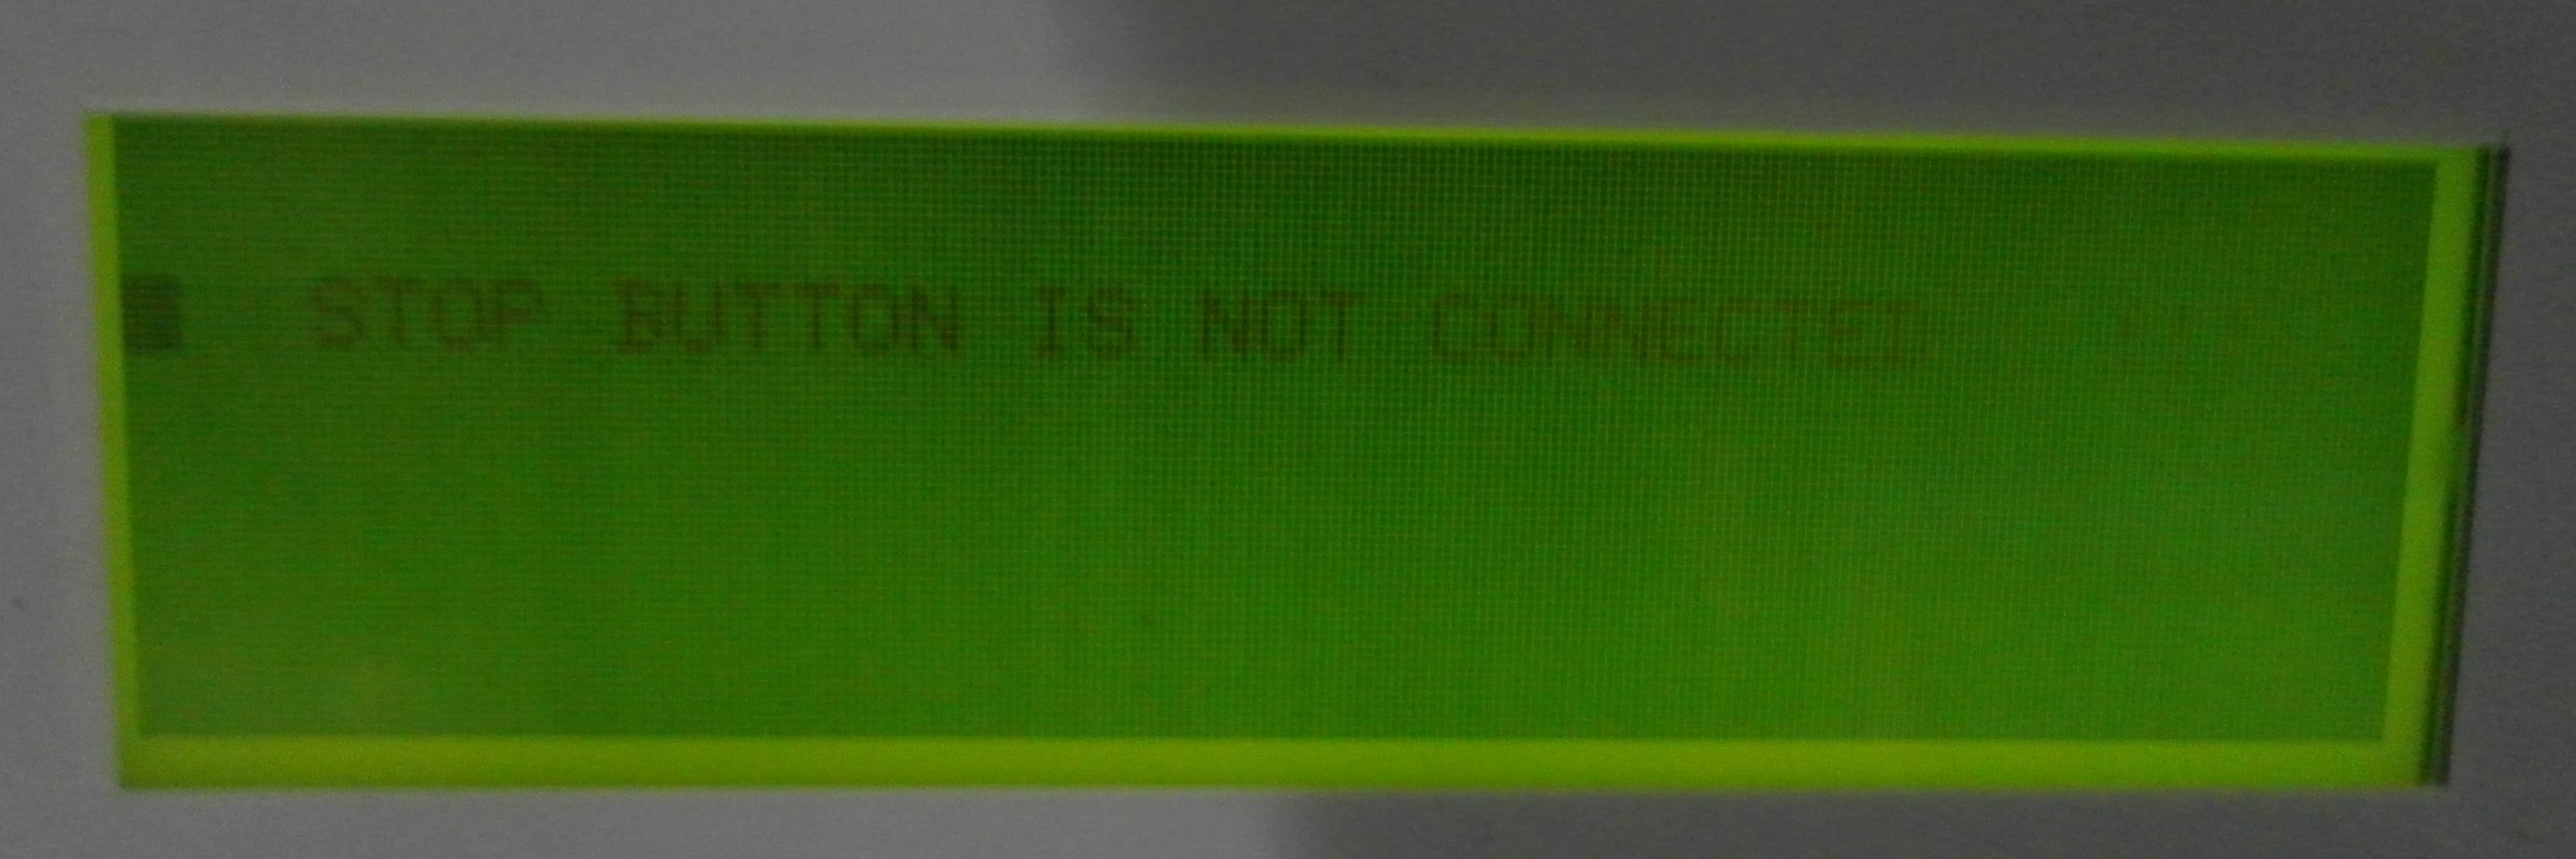 STOP BUTTON IS NOT CONNECTED